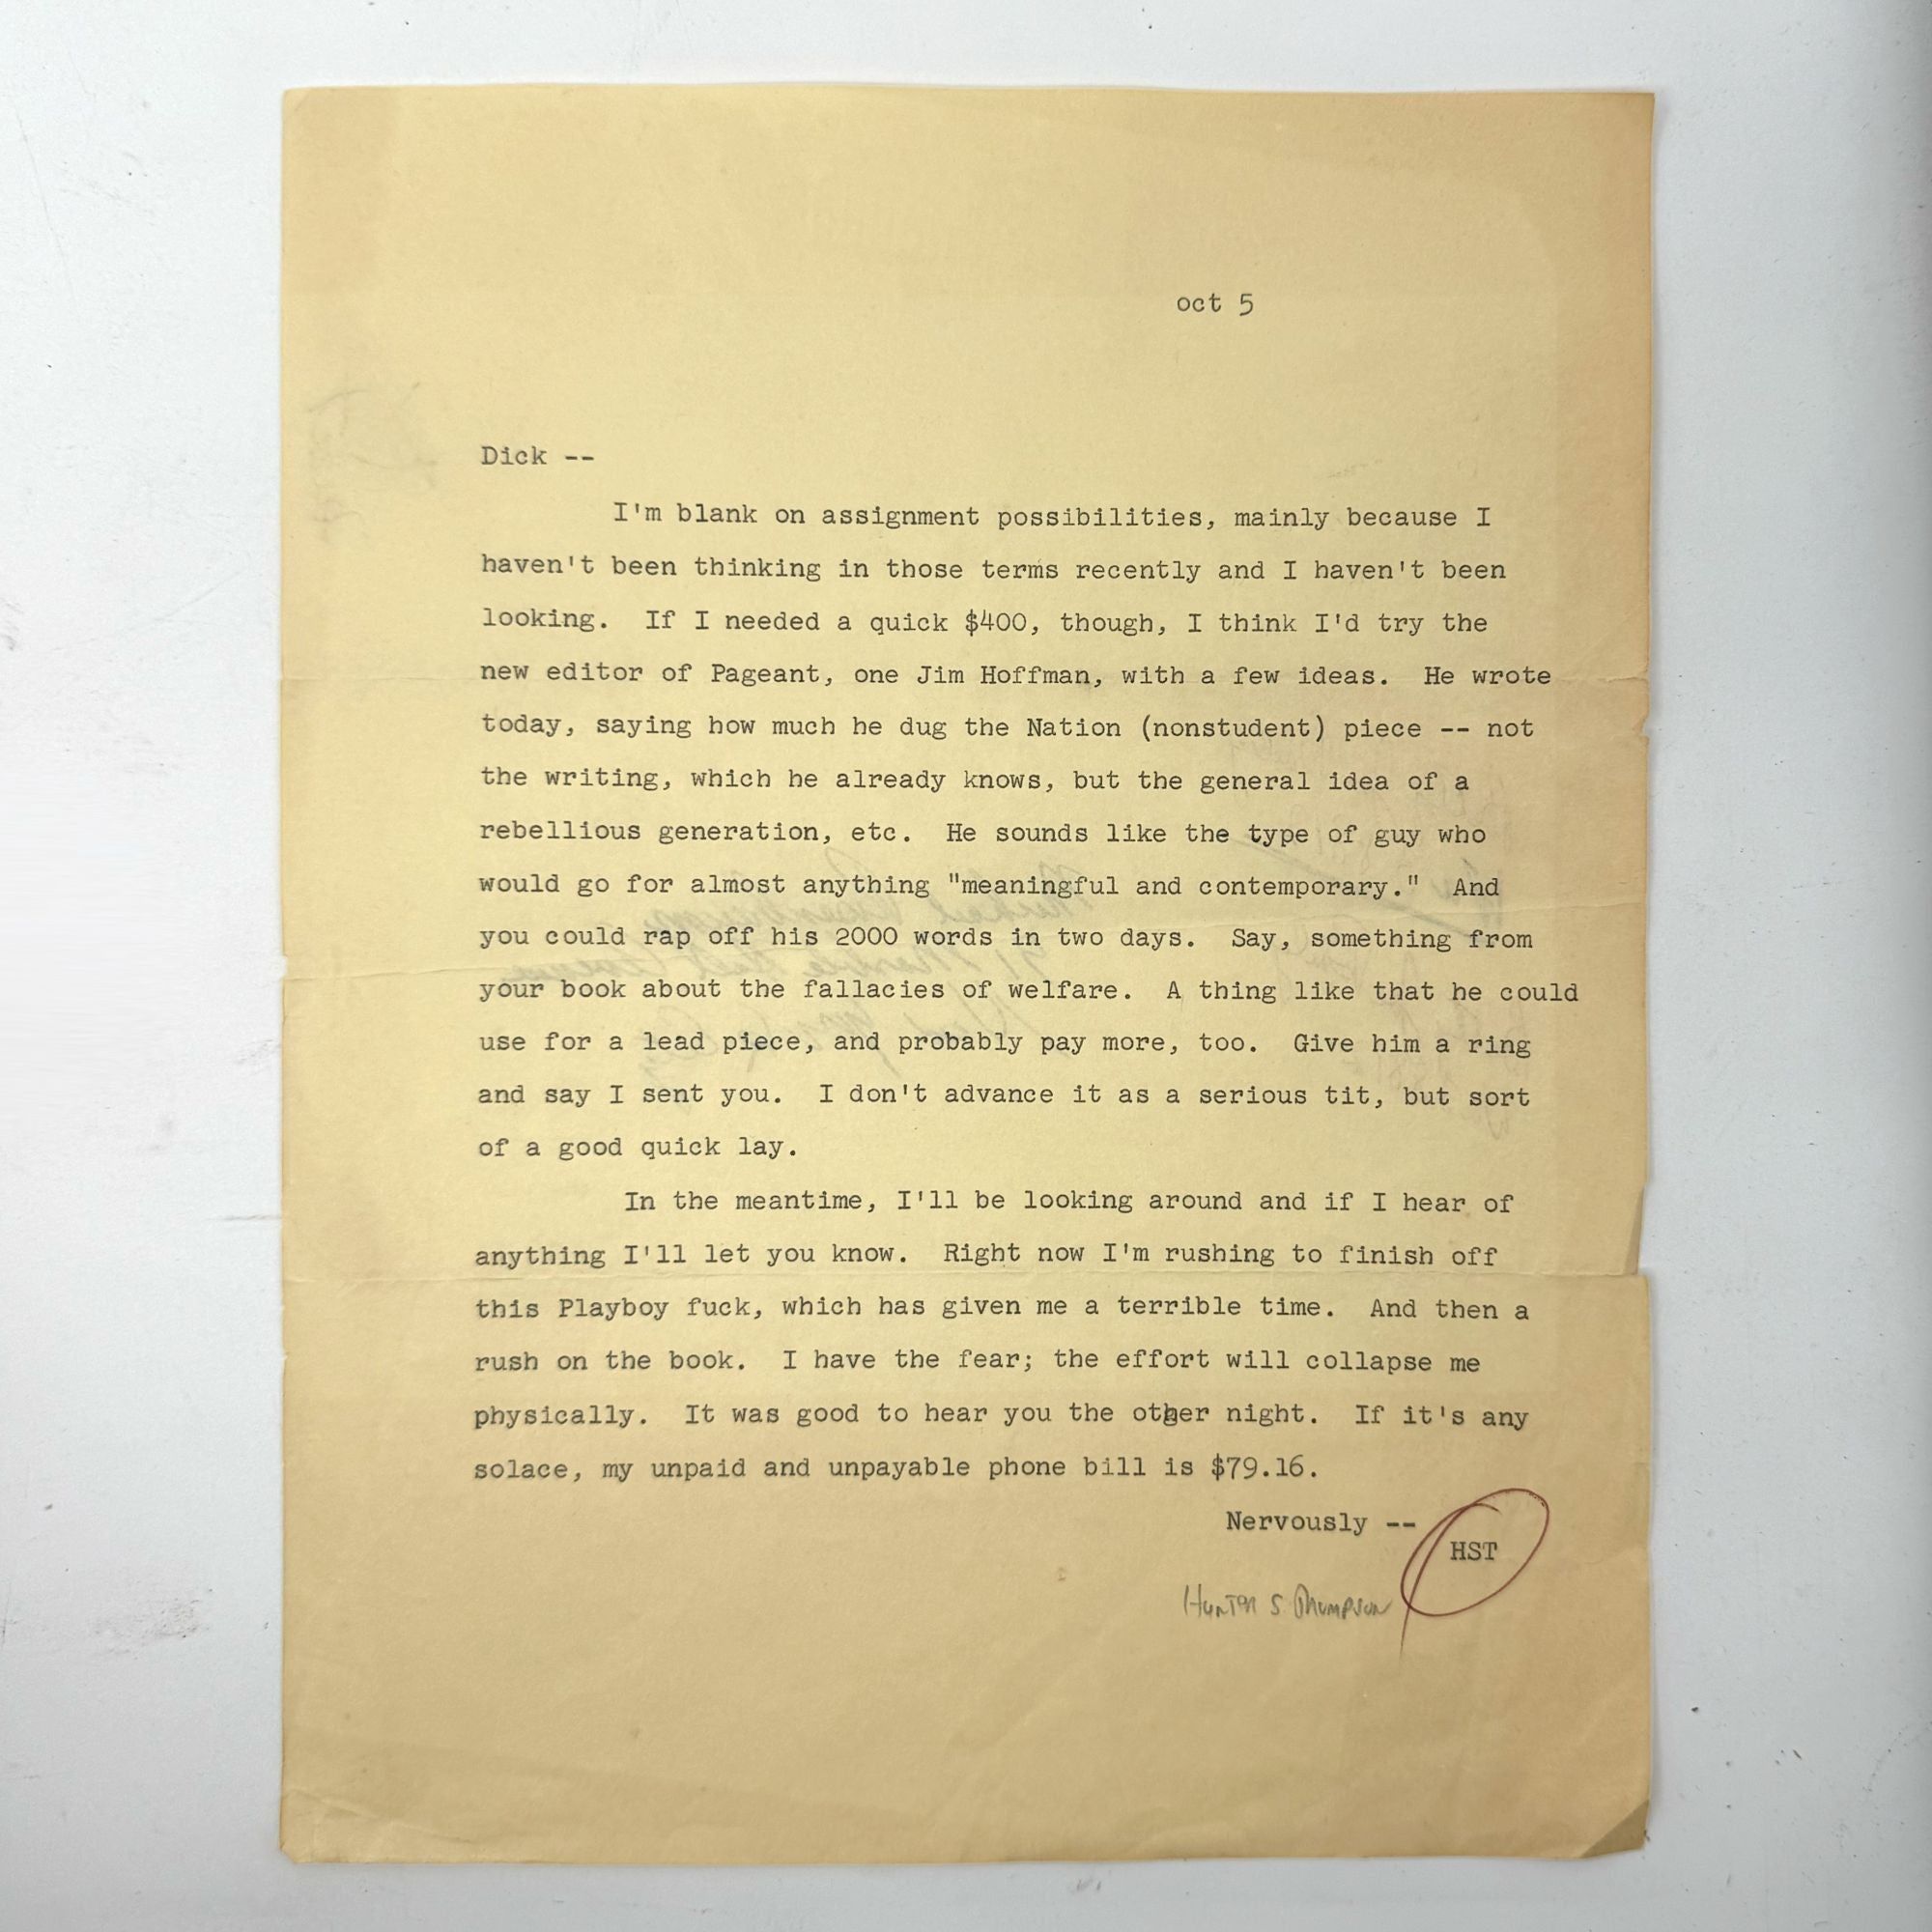 oct 5
Dick --
I'm blank on assignment possibilities, mainly because I
haven't been thinking in those terms recently and I haven't been
looking.  If I needed a quick $400, though, I think I'd try the
new editor of Pageant, one Jim Hoffman, with a few ideas.  He wrote
today, saying how much he dug the Nation (nonstudent) piece -- not
the writing, which he already knows, but the general idea of a
rebellious generation, etc.  He sounds like the type of guy who
would go for almost anything "meaningful and contemporary."  And
you could rap off his 2000 words in two days.  Say, something from
your book about the fallacies of welfare.  A thing like that he could
use for a lead piece, and probably pay more, too.  Give him a ring
and say I sent you.  I don't advance it as a serious tit, but sort
of a good quick lay.
In the meantime, I'll be looking around and if I hear of
anything I'll let you know.  Right now I'm rushing to finish off
this Playboy fuck, which has given me a terrible time.  And then a
rush on the book.  I have the fear; the effort will collapse me
physically.  It was good to hear you the other night.  If it's any
solace, my unpaid and unpayable phone bill is $79.16.
Nervously --
HST
Hunter S Thompson